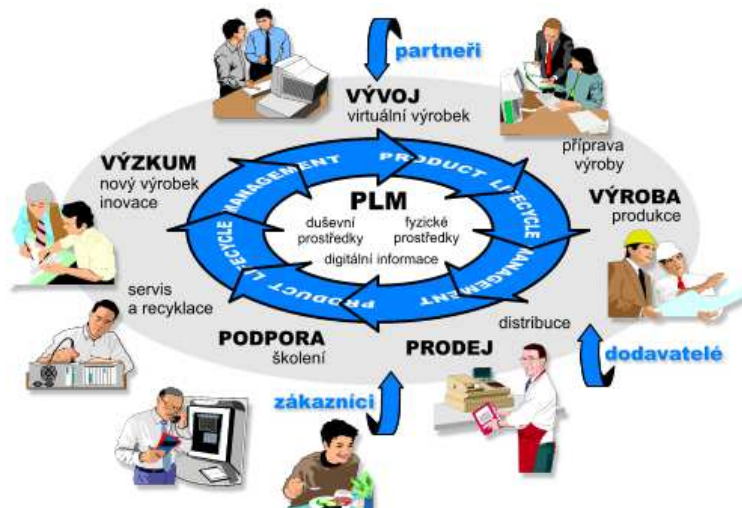 partneři
VÝVOJ
virtuální výrobek
příprava
výroby
VÝZKUM
nový výrobek
inovace
PRODUCT LIFECYCLE MANAGEMENT
PRODUCT LIFECYCLE MANAGEMENT
PLM
duševní
prostředky
fyzické
prostředky
digitální informace
VÝROBA
produkce
servis
a recyklace
PODPORA
školení
PRODEJ
distribuce
dodavatelé
zákazníci